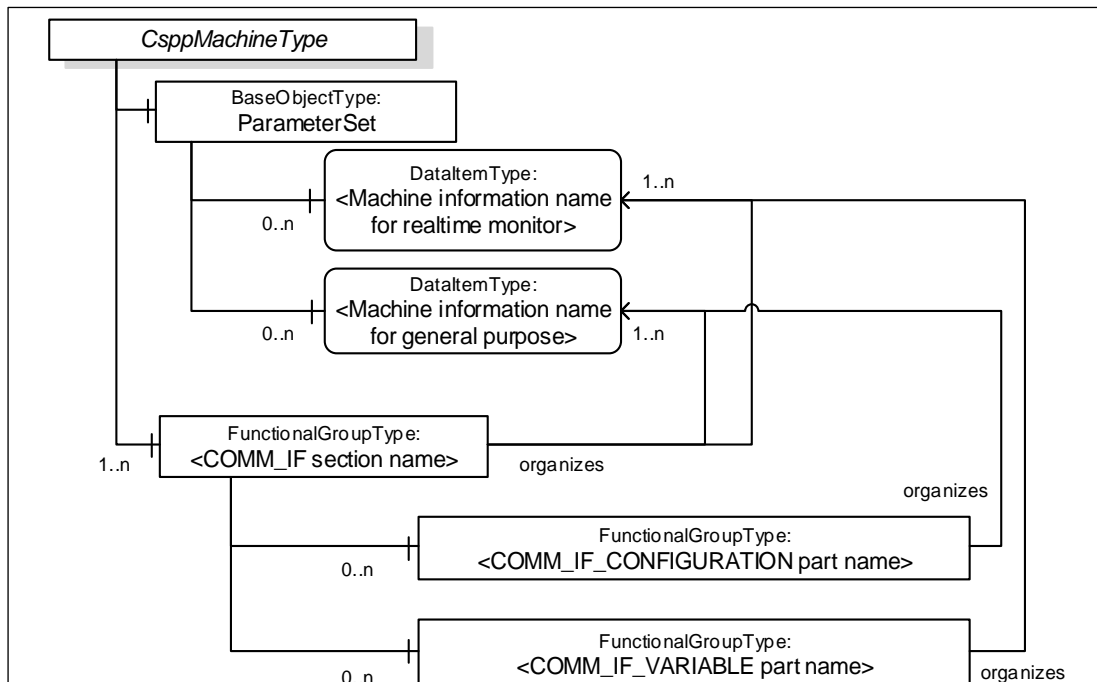 CsppMachineType
BaseObjectType:
ParameterSet
DataItemType:
<Machine information name
for realtime monitor>
1..n
0..n
DataItemType:
<Machine information name
for general purpose>
0..n
1..n
FunctionalGroupType:
<COMM_IF section name>
1..n
organizes
organizes
FunctionalGroupType:
<COMM_IF_CONFIGURATION part name>
0..n
FunctionalGroupType:
<COMM_IF_VARIABLE part name>
0..n
organizes